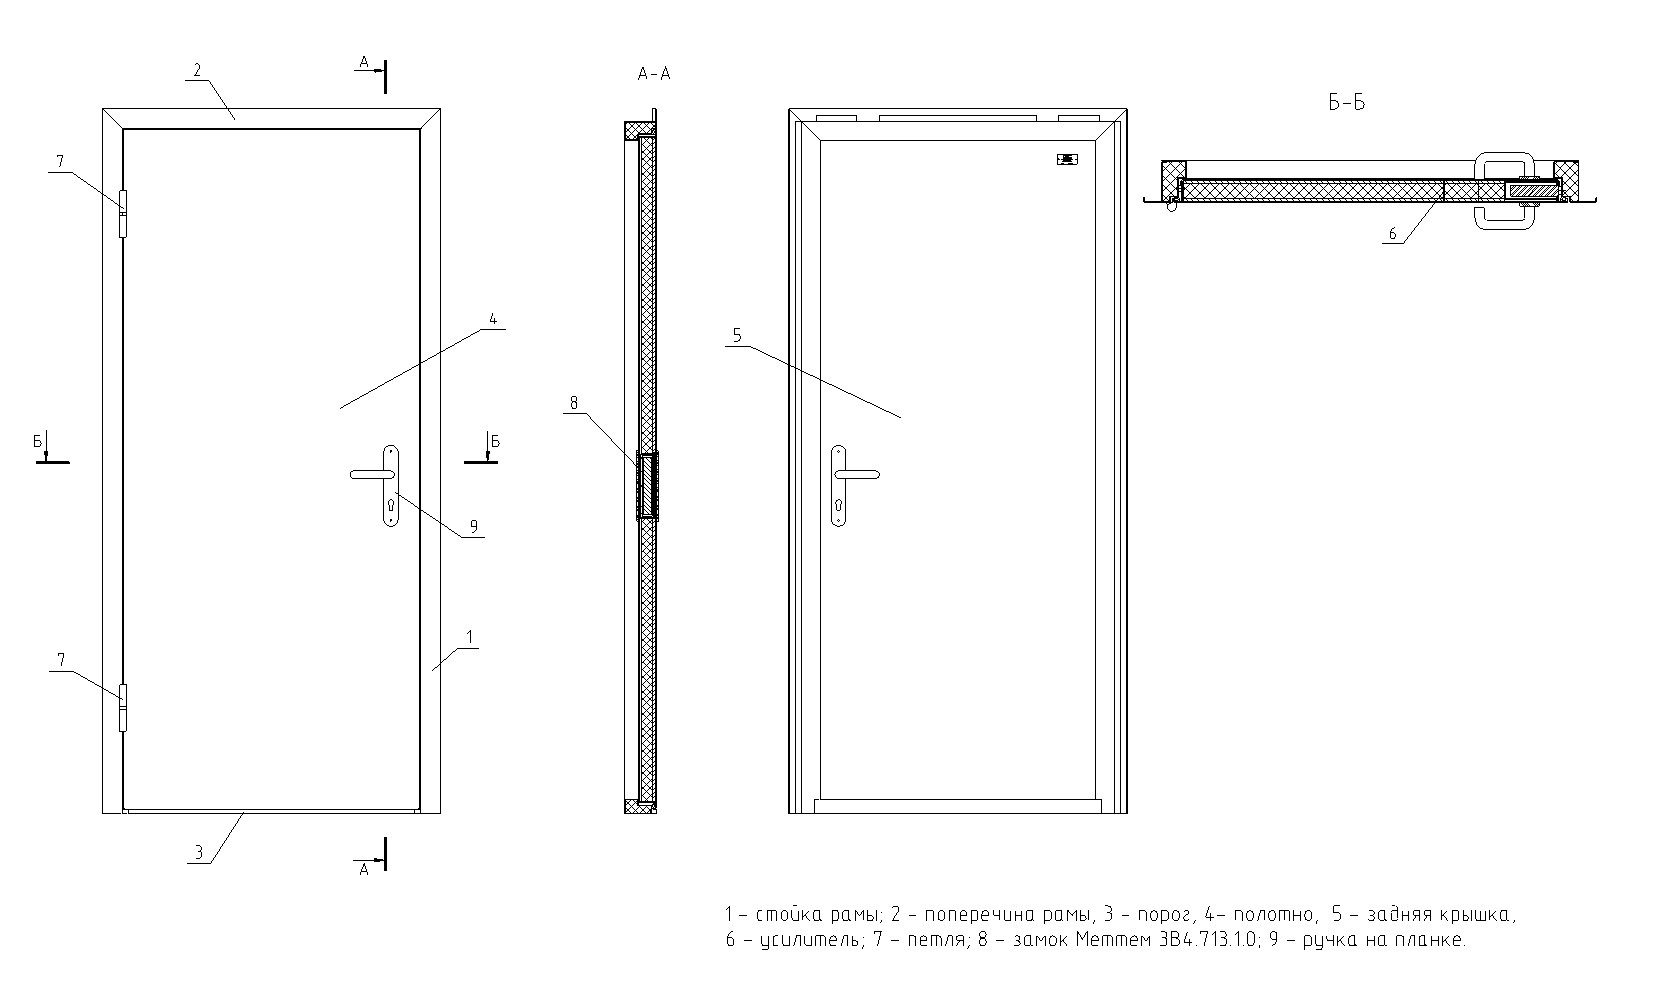 А
2
А-А
Б-Б
7
6
4
5
8
Б
Б
9
1
7
3
А
1 - стойка рамы; 2 - поперечина рамы, 3 - порог, 4- полотно, 5 - задняя крышка,
6 - усилитель; 7 - петля; 8 - замок Меттем ЗВ4.713.1.0; 9 - ручка на планке.